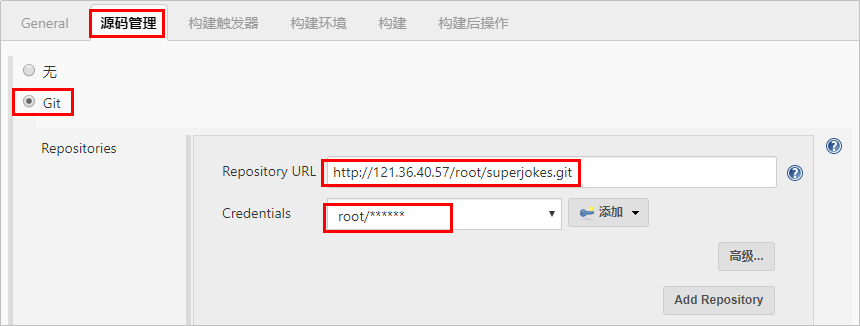 General 源码管理 构建触发器 构建环境 构建 构建后操作
无
Git
Repositories
Repository URL http://121.36.40.57/root/superjokes.git
Credentials root/****** 添加
高级...
Add Repository